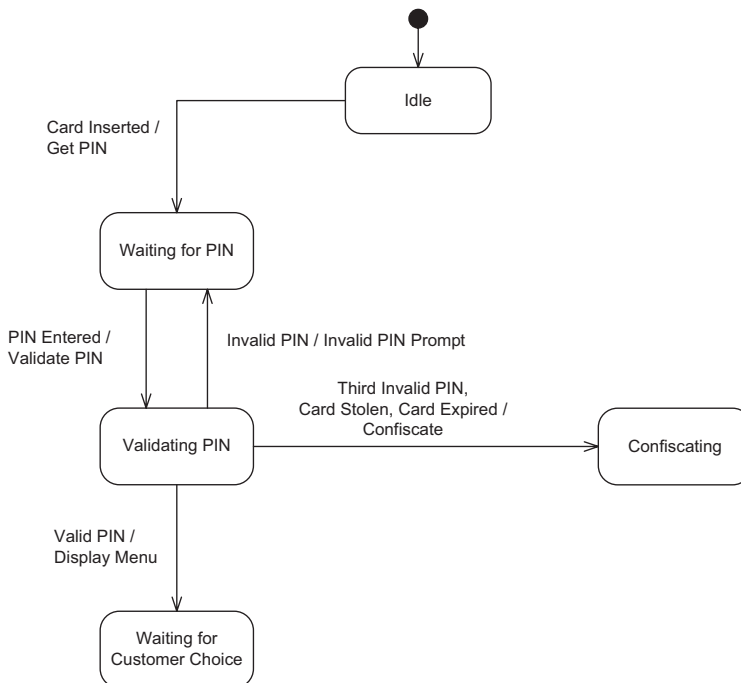 Idle
Card Inserted /
Get PIN
Waiting for PIN
PIN Entered /
Validate PIN
Invalid PIN / Invalid PIN Prompt
Third Invalid PIN,
Card Stolen, Card Expired /
Confiscate
Validating PIN
Confiscating
Valid PIN /
Display Menu
Waiting for
Customer Choice